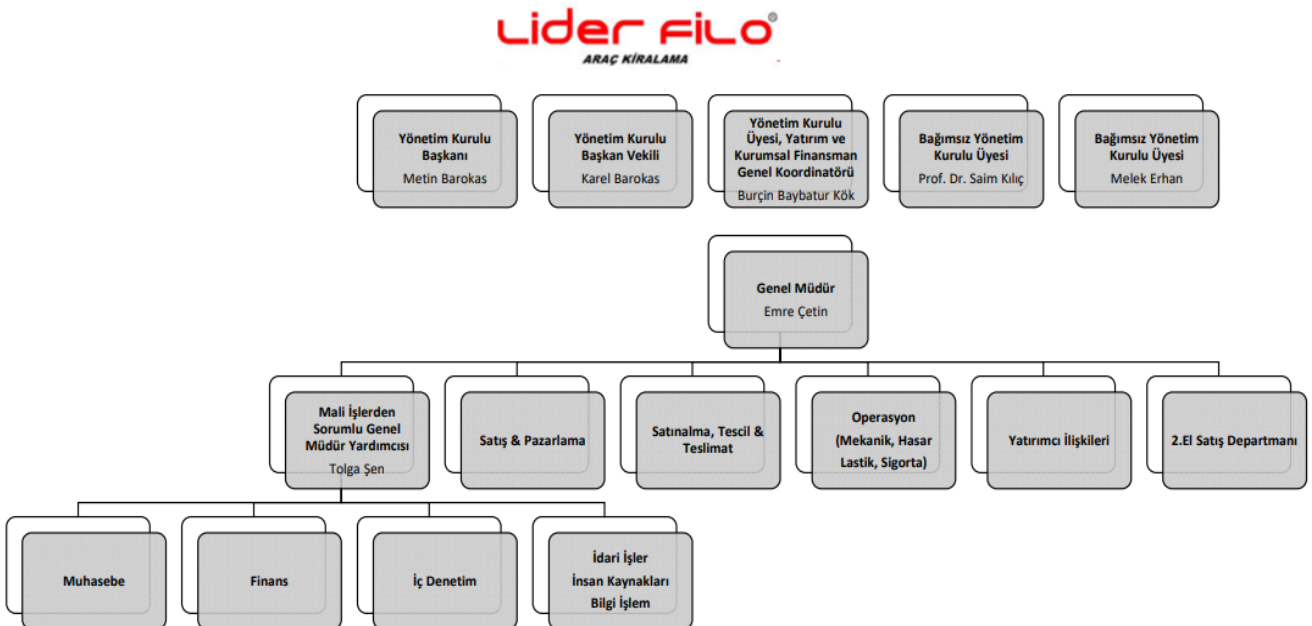 Lider FiLo®
ARAÇ KİRALAMA
Yönetim Kurulu
Başkanı
Metin Barokas
Yönetim Kurulu
Başkan Vekili
Karel Barokas
Yönetim Kurulu
Üyesi, Yatırım ve
Kurumsal Finansman
Genel Koordinatörü
Burçin Baybatur Kök
Bağımsız Yönetim
Kurulu Üyesi
Prof. Dr. Saim Kılıç
Bağımsız Yönetim
Kurulu Üyesi
Melek Erhan
Genel Müdür
Emre Çetin
Mali İşlerden
Sorumlu Genel
Müdür Yardımcısı
Tolga Şen
Satış & Pazarlama
Satınalma, Tescil &
Teslimat
Operasyon
(Mekanik, Hasar
Lastik, Sigorta)
Yatırımcı İlişkileri
2.El Satış Departmanı
Muhasebe
Finans
İç Denetim
İdari İşler
İnsan Kaynakları
Bilgi İşlem